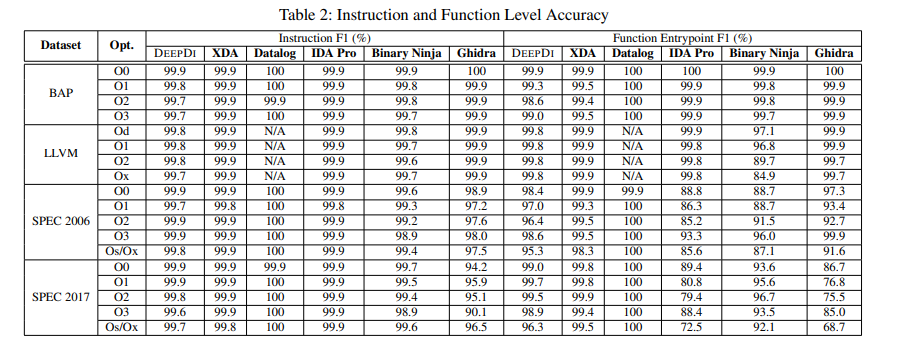 Table 2: Instruction and Function Level Accuracy
Dataset Opt. Instruction F1 (%) Function Entrypoint F1 (%)
DEEPDI XDA Datalog IDA Pro Binary Ninja Ghidra DEEPDI XDA Datalog IDA Pro Binary Ninja Ghidra
BAP O0 99.9 99.9 100 99.9 99.9 100 99.9 99.9 100 100 99.9 100
O1 99.8 99.9 100 99.9 99.8 99.9 99.3 99.5 100 99.9 99.8 99.9
O2 99.7 99.9 99.9 99.9 99.8 99.9 98.6 99.4 100 99.9 99.8 99.9
O3 99.7 99.9 100 99.9 99.7 99.9 99.0 99.5 100 99.9 99.7 99.9
LLVM Od 99.8 99.9 N/A 99.9 99.8 99.9 99.8 99.9 N/A 99.9 97.1 99.9
O1 99.8 99.9 N/A 99.9 99.7 99.9 99.8 99.9 N/A 99.8 96.8 99.9
O2 99.8 99.9 N/A 99.9 99.6 99.9 99.8 99.9 N/A 99.8 89.7 99.7
Ox 99.7 99.9 N/A 99.9 99.7 99.9 99.8 99.9 N/A 99.8 84.9 99.7
SPEC 2006 O0 99.9 99.9 100 99.9 99.6 98.9 98.4 99.9 99.9 88.8 88.7 97.3
O1 99.7 99.8 100 99.8 99.3 97.2 97.0 99.3 100 86.3 88.7 93.4
O2 99.9 99.9 100 99.9 99.2 97.6 96.4 99.5 100 85.2 91.5 92.7
O3 99.9 99.9 100 99.9 98.9 98.0 98.6 99.5 100 93.3 96.0 99.9
Os/Ox 99.8 99.9 100 99.9 99.4 97.5 95.3 98.3 100 85.6 87.1 91.6
SPEC 2017 O0 99.9 99.9 99.9 99.9 99.7 94.2 99.0 99.8 100 89.4 93.6 86.7
O1 99.9 99.9 100 99.9 99.5 95.9 99.7 99.8 100 80.8 95.6 76.8
O2 99.8 99.9 100 99.9 99.4 95.1 99.5 99.5 100 79.4 96.7 75.5
O3 99.6 99.9 100 99.9 98.9 90.1 98.9 99.4 100 88.4 93.5 85.0
Os/Ox 99.7 99.8 100 99.9 99.6 96.5 96.3 99.5 100 72.5 92.1 68.7